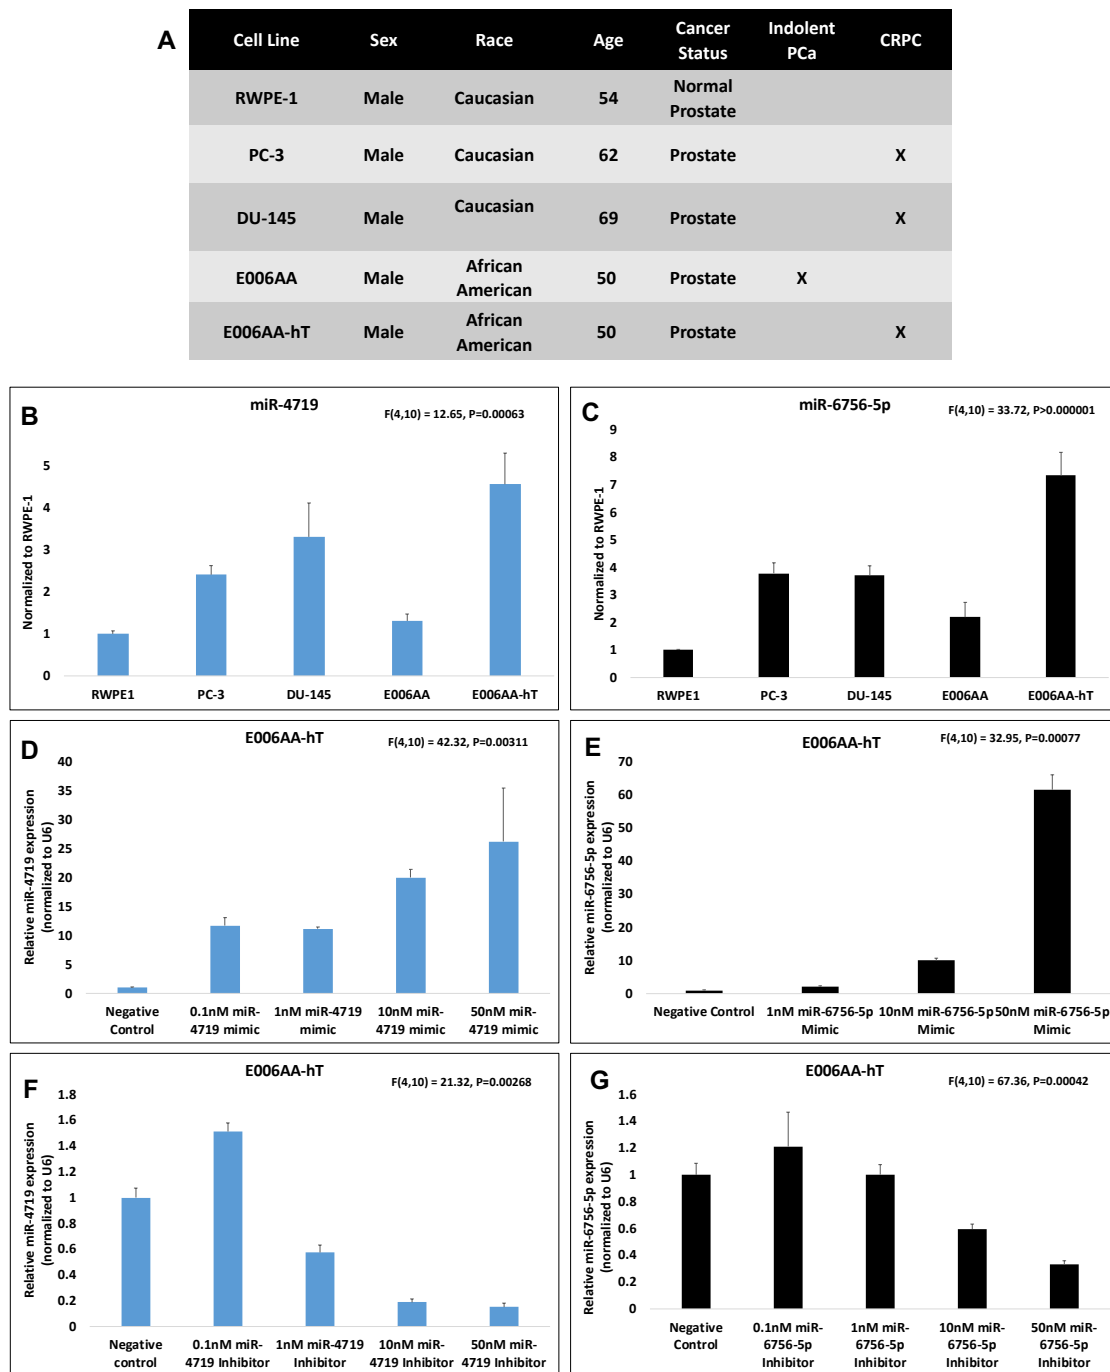 A
Cell Line Sex Race Age Cancer Status Indolent PCa CRPC
RWPE-1 Male Caucasian 54 Normal Prostate
PC-3 Male Caucasian 62 Prostate X
DU-145 Male Caucasian 69 Prostate X
E006AA Male African American 50 Prostate X
E006AA-hT Male African American 50 Prostate X
B
miR-4719
F(4,10) = 12.65, P=0.00063
Normalized to RWPE-1
5
4
3
2
1
0
RWPE1 PC-3 DU-145 E006AA E006AA-hT
C
miR-6756-5p
F(4,10) = 33.72, P>0.000001
Normalized to RWPE-1
9
8
7
6
5
4
3
2
1
0
RWPE1 PC-3 DU-145 E006AA E006AA-hT
D
E006AA-hT
F(4,10) = 42.32, P=0.00311
Relative miR-4719 expression
(normalized to U6)
40
35
30
25
20
15
10
5
0
Negative Control 0.1nM miR-4719 mimic 1nM miR-4719 mimic 10nM miR-4719 mimic 50nM miR-4719 mimic
E
E006AA-hT
F(4,10) = 32.95, P=0.00077
Relative miR-6756-5p expression
(normalized to U6)
70
60
50
40
30
20
10
0
Negative Control 1nM miR-6756-5p Mimic 10nM miR-6756-5p Mimic 50nM miR-6756-5p Mimic
F
E006AA-hT
F(4,10) = 21.32, P=0.00268
Relative miR-4719 expression
(normalized to U6)
1.8
1.6
1.4
1.2
1
0.8
0.6
0.4
0.2
0
Negative control 0.1nM miR-4719 Inhibitor 1nM miR-4719 Inhibitor 10nM miR-4719 Inhibitor 50nM miR-4719 Inhibitor
G
E006AA-hT
F(4,10) = 67.36, P=0.00042
Relative miR-6756-5p expression
(normalized to U6)
1.6
1.4
1.2
1
0.8
0.6
0.4
0.2
0
Negative Control 0.1nM miR-6756-5p Inhibitor 1nM miR-6756-5p Inhibitor 10nM miR-6756-5p Inhibitor 50nM miR-6756-5p Inhibitor